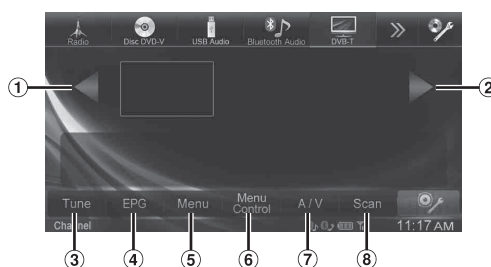 Radio Disc DVD-V USB Audio Bluetooth Audio DVB-T
1 2
Tune EPG Menu Menu Control A / V Scan
Channel 11:17 AM
3 4 5 6 7 8